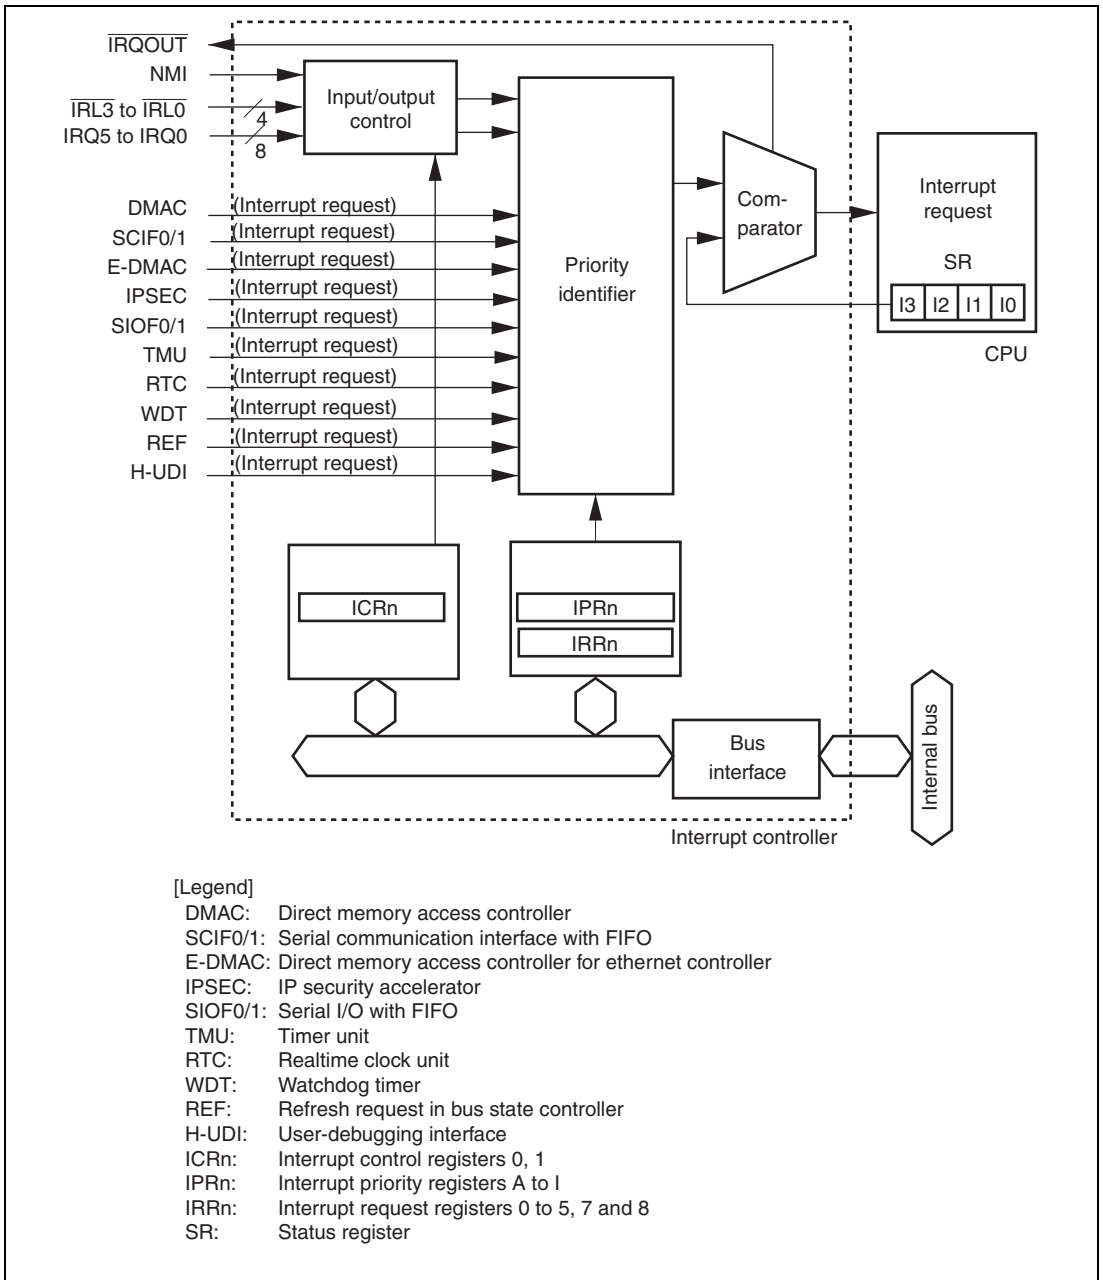 IRQOUT
NMI
IRL3 to IRL0
4
IRQ5 to IRQ0
8
Input/output
control
DMAC (Interrupt request)
SCIF0/1 (Interrupt request)
E-DMAC (Interrupt request)
IPSEC (Interrupt request)
SIOF0/1 (Interrupt request)
TMU (Interrupt request)
RTC (Interrupt request)
WDT (Interrupt request)
REF (Interrupt request)
H-UDI (Interrupt request)
Priority
identifier
Com-
parator
Interrupt
request
SR
I3 I2 I1 I0
CPU
ICRn
IPRn
IRRn
Bus
interface
Internal bus
Interrupt controller
[Legend]
DMAC: Direct memory access controller
SCIF0/1: Serial communication interface with FIFO
E-DMAC: Direct memory access controller for ethernet controller
IPSEC: IP security accelerator
SIOF0/1: Serial I/O with FIFO
TMU: Timer unit
RTC: Realtime clock unit
WDT: Watchdog timer
REF: Refresh request in bus state controller
H-UDI: User-debugging interface
ICRn: Interrupt control registers 0, 1
IPRn: Interrupt priority registers A to I
IRRn: Interrupt request registers 0 to 5, 7 and 8
SR: Status register